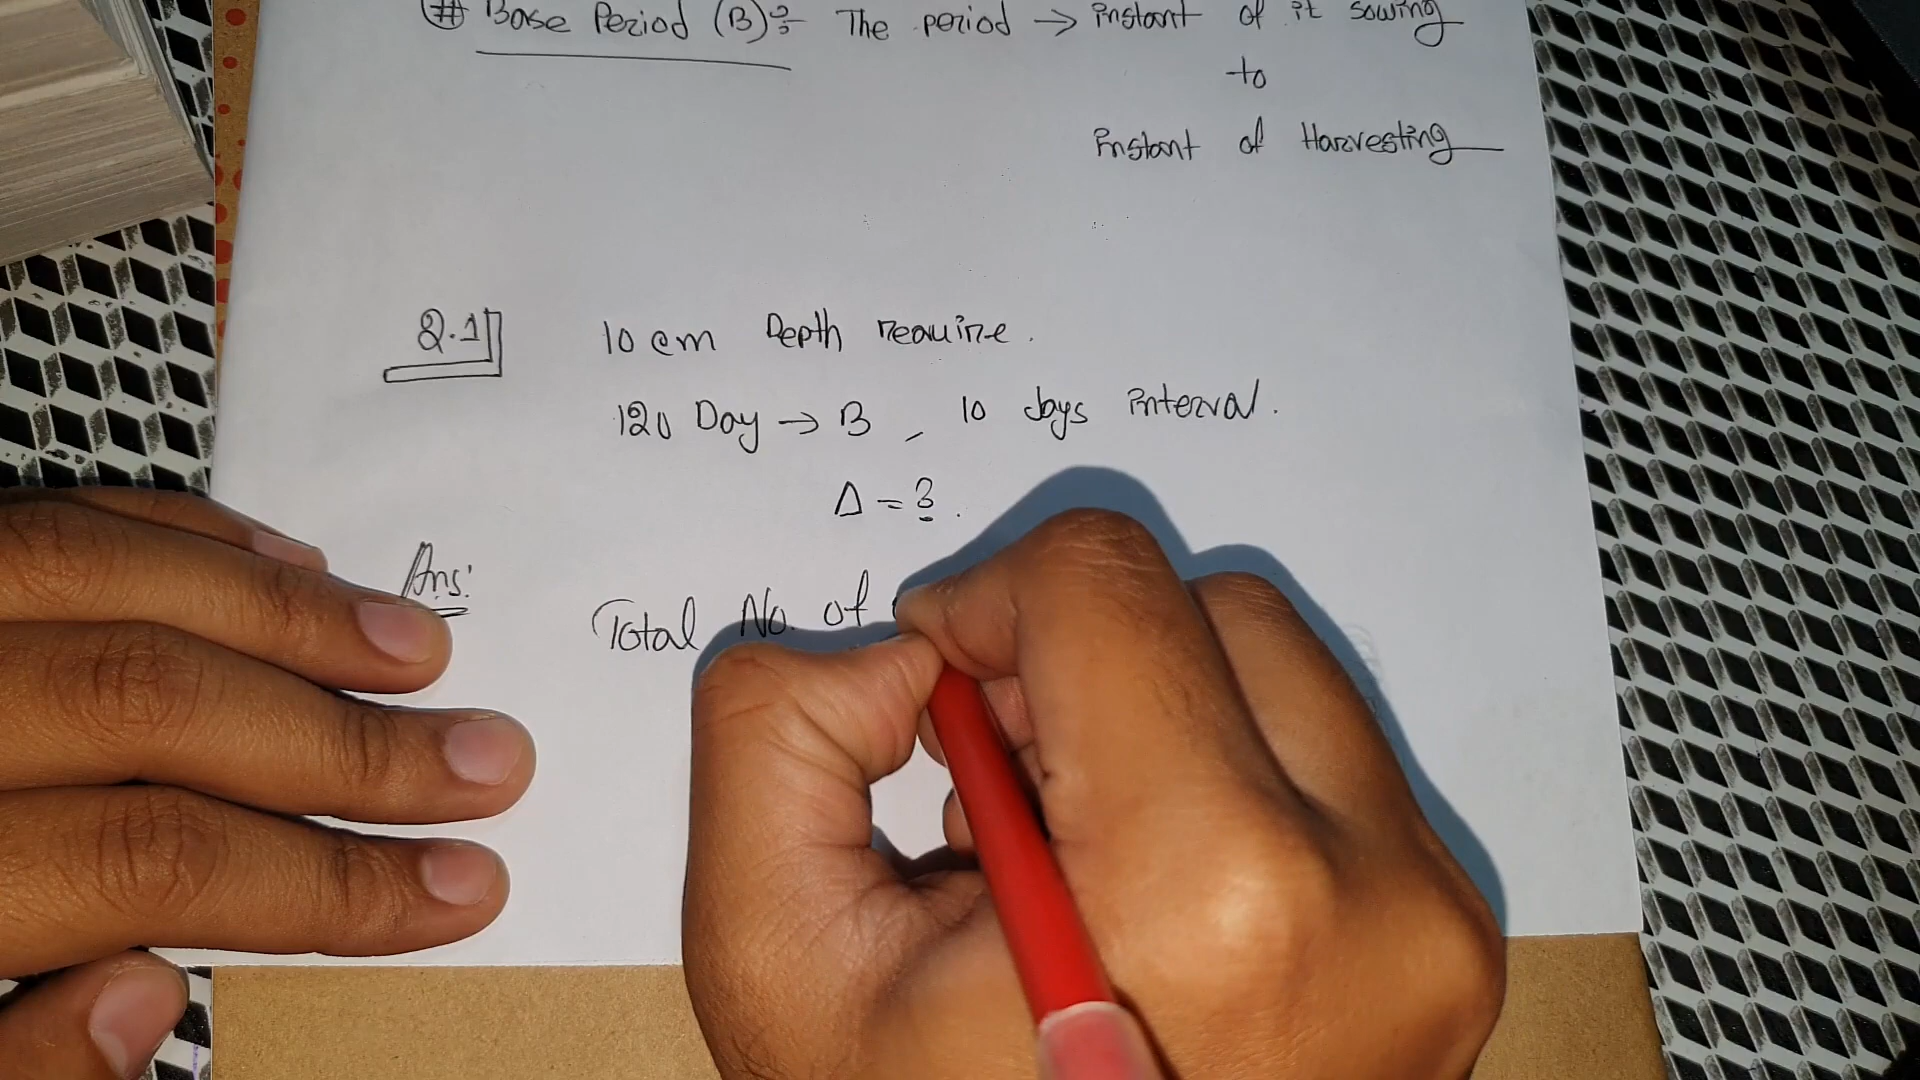 # Base Period (B):- The period → instant of it sowing
to
instant of Harvesting
Q.1 10 cm Depth require.
120 Day → B, 10 days interval.
Δ = ?.
Ans: Total No. of